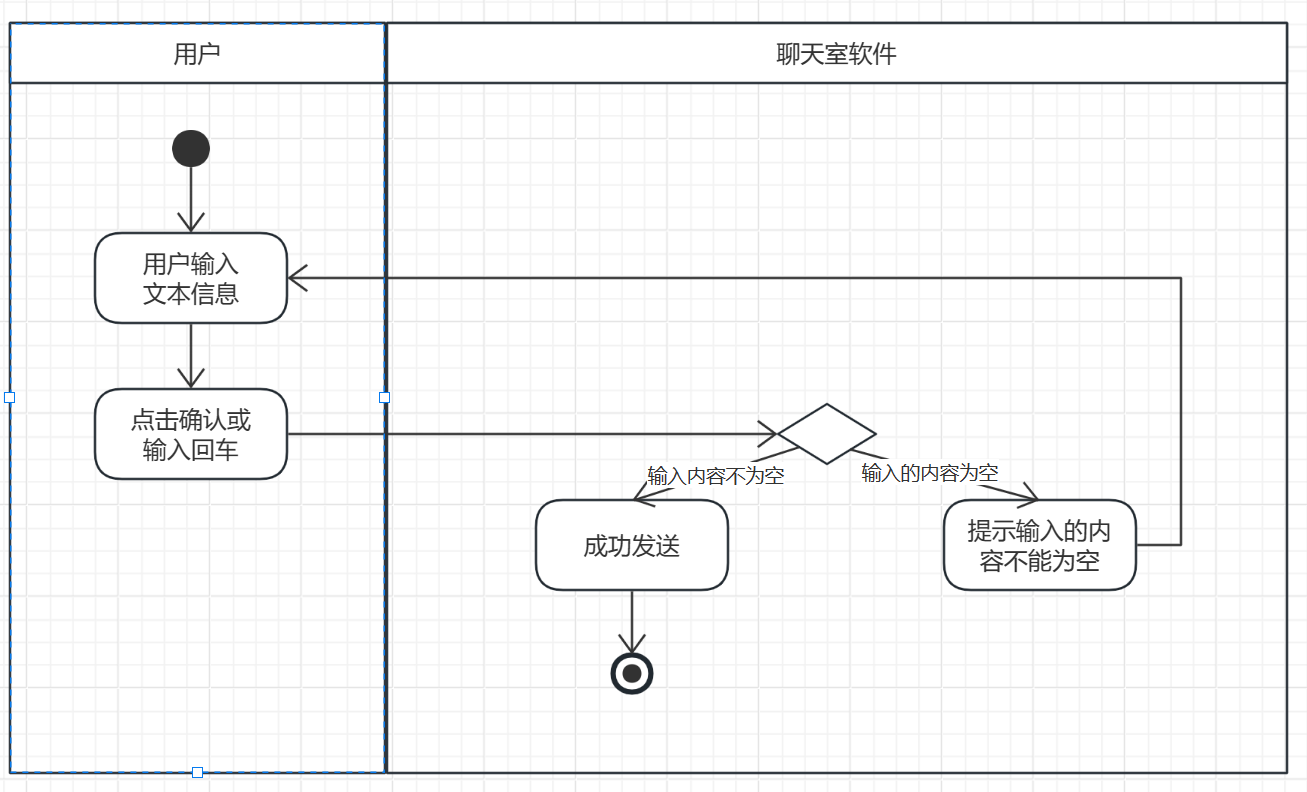 用户
聊天室软件
用户输入
文本信息
点击确认或
输入回车
输入内容不为空
输入的内容为空
成功发送
提示输入的内
容不能为空